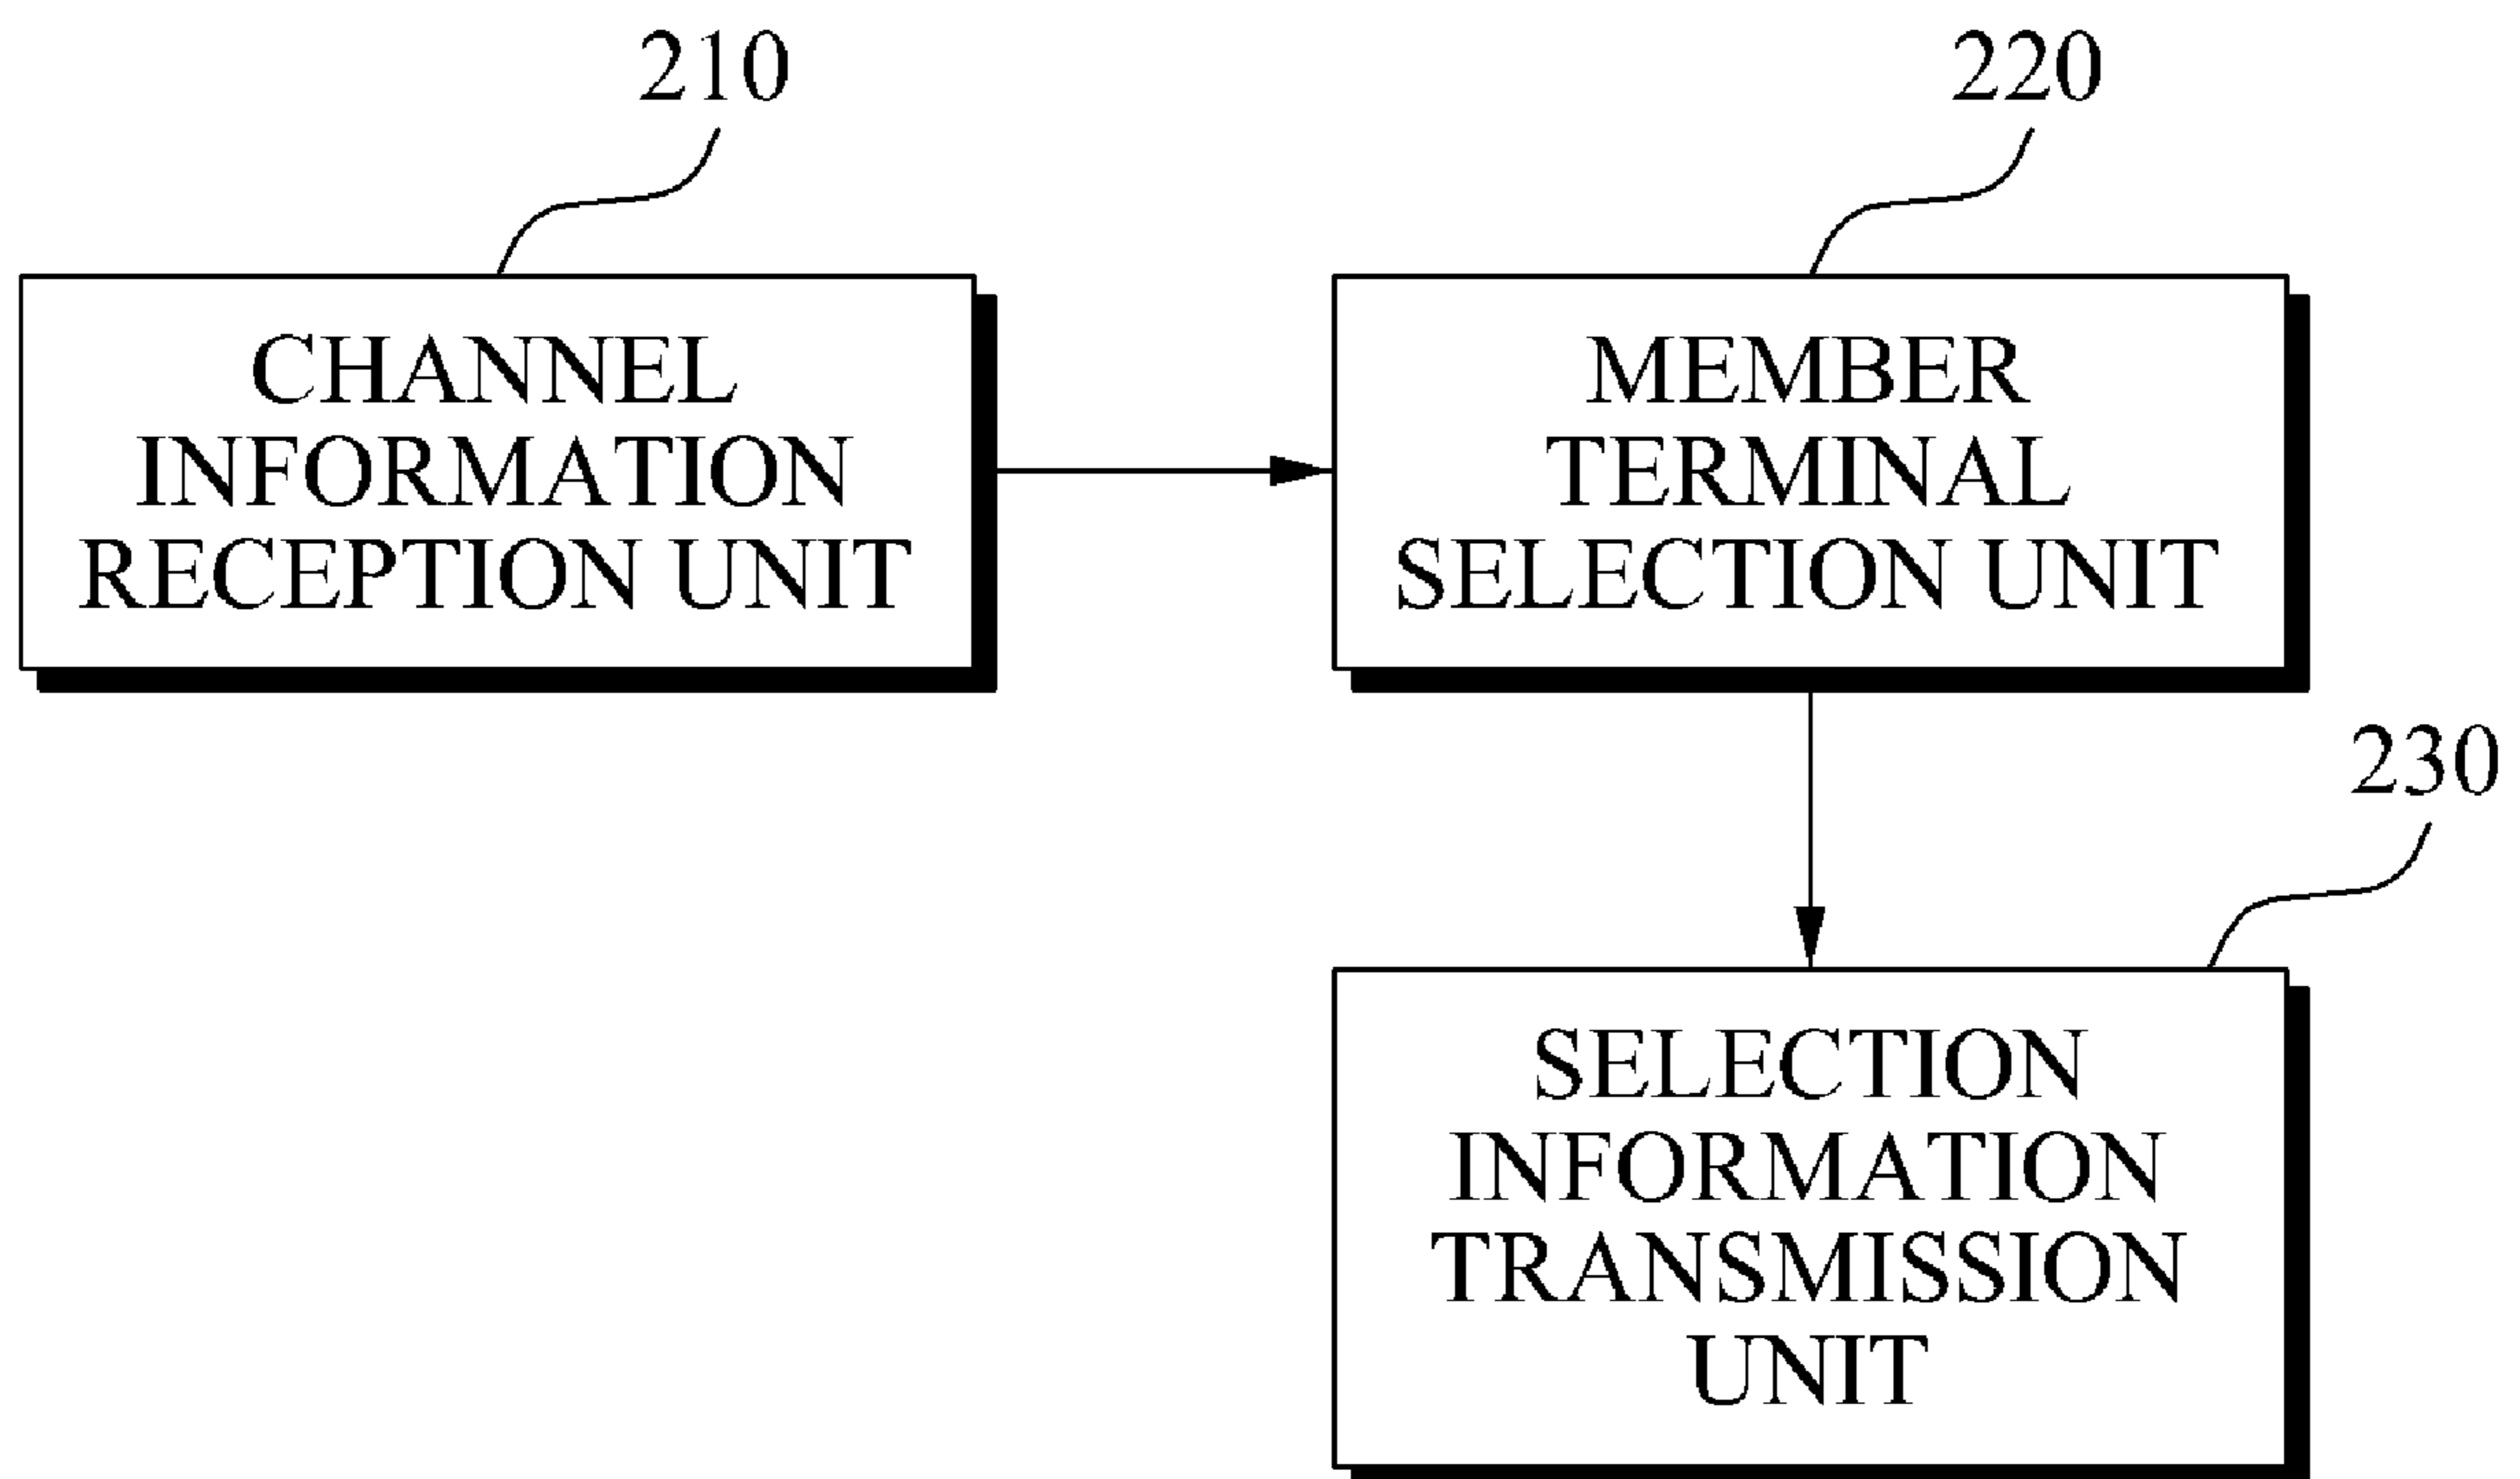 210
220
CHANNEL
INFORMATION
RECEPTION UNIT
MEMBER
TERMINAL
SELECTION UNIT
230
SELECTION
INFORMATION
TRANSMISSION
UNIT